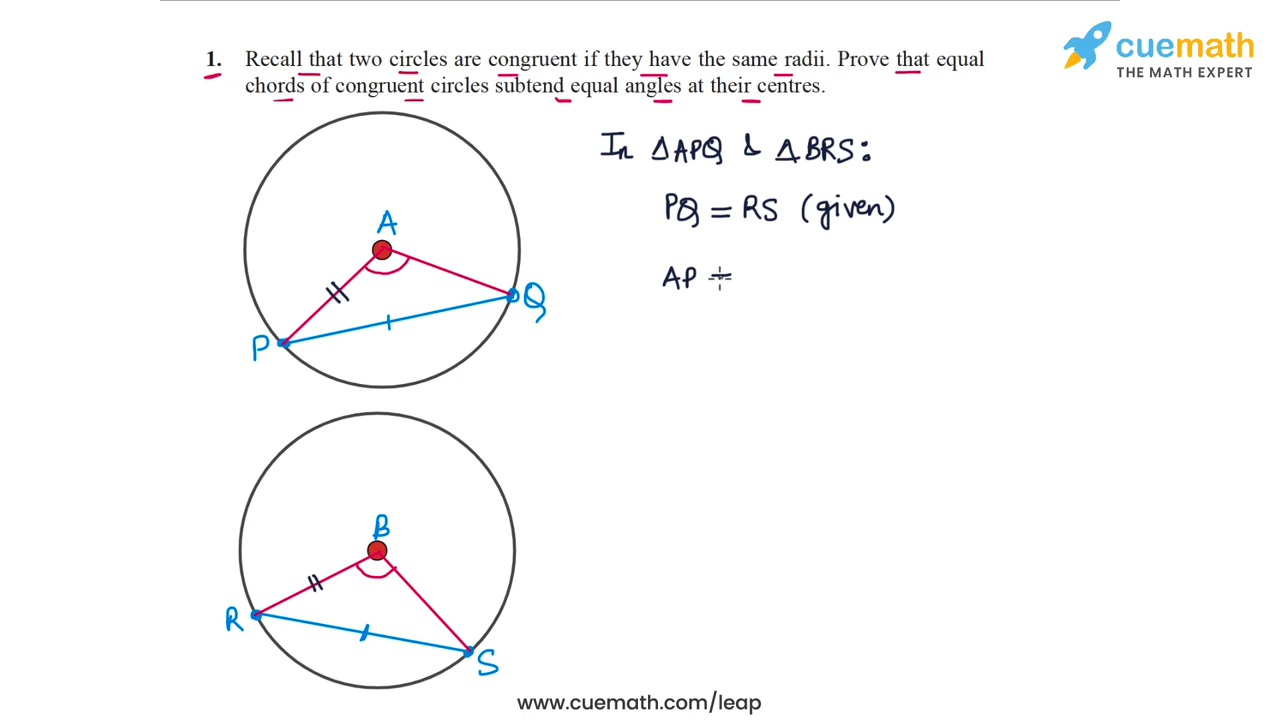 cuemath
THE MATH EXPERT
1. Recall that two circles are congruent if they have the same radii. Prove that equal
chords of congruent circles subtend equal angles at their centres.
In ΔAPQ & ΔBRS:
PQ = RS (given)
AP =
A
Q
P
B
R
S
www.cuemath.com/leap